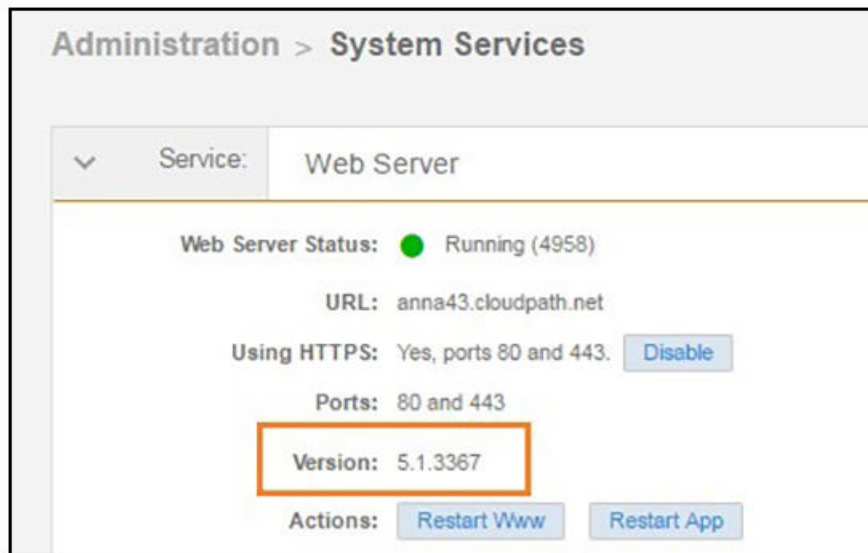 Administration > System Services
Service: Web Server
Web Server Status: Running (4958)
URL: anna43.cloudpath.net
Using HTTPS: Yes, ports 80 and 443. Disable
Ports: 80 and 443
Version: 5.1.3367
Actions: Restart Www Restart App